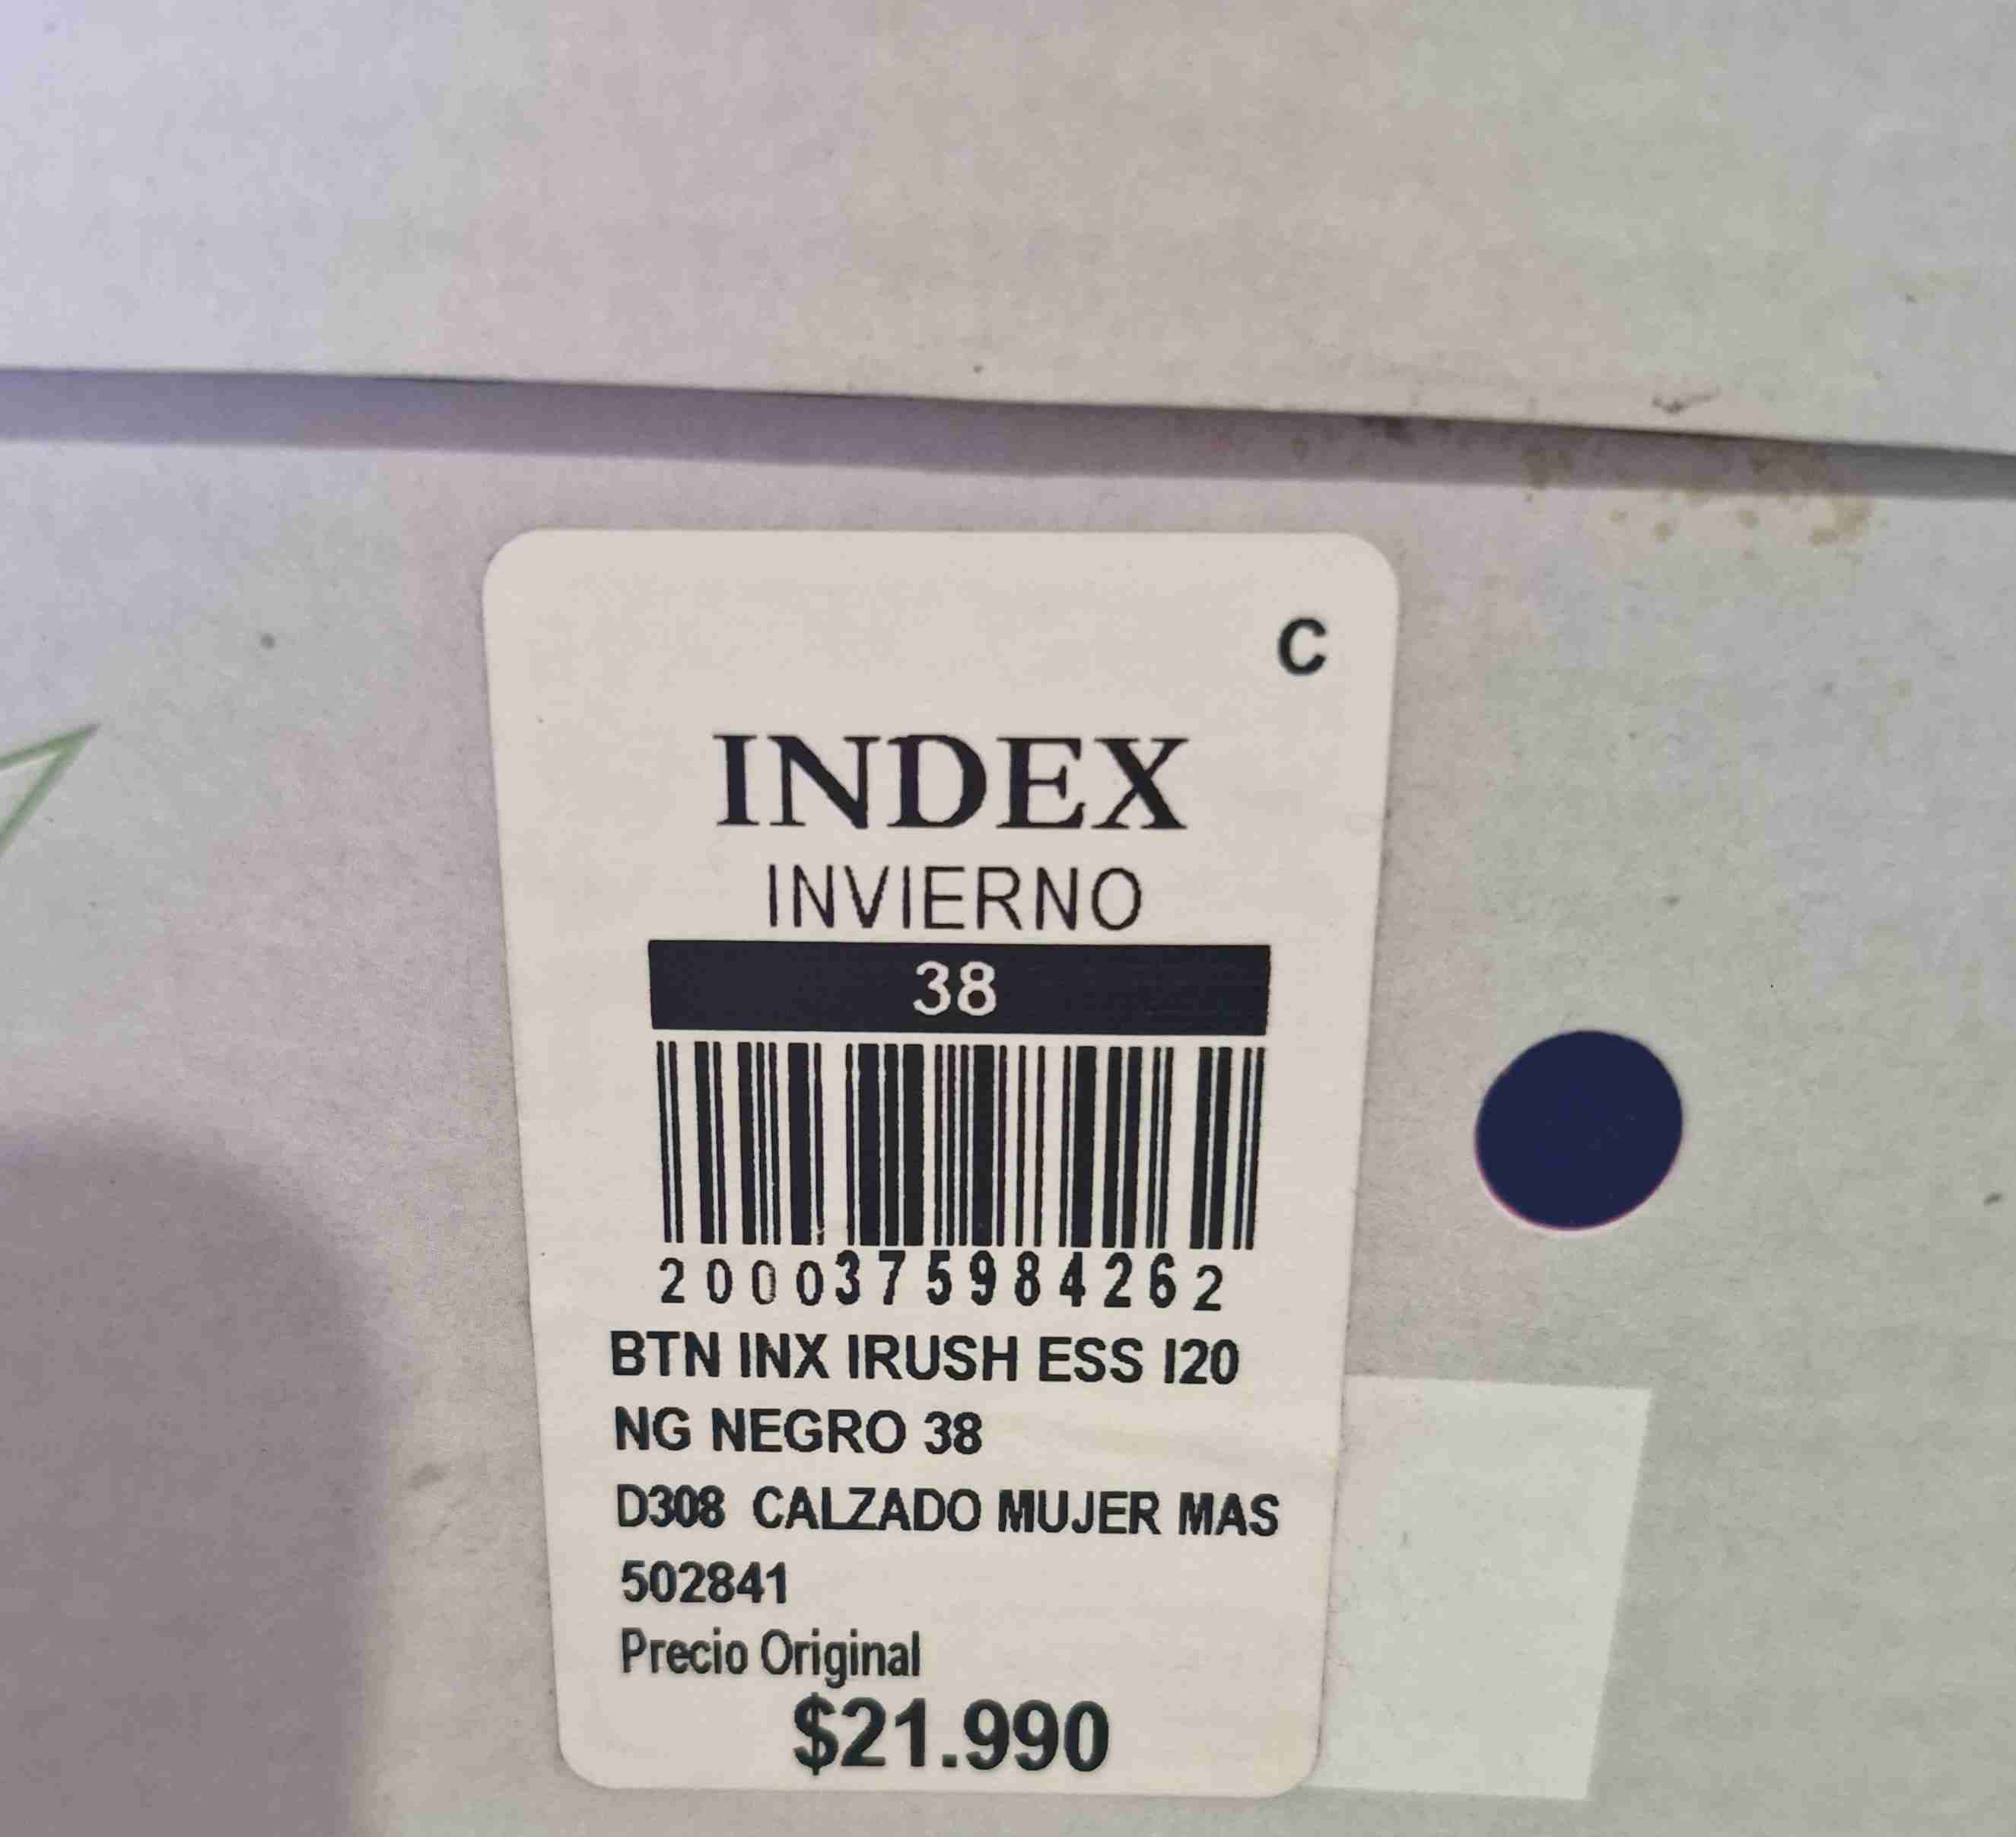 C
INDEX
INVIERNO
38
2000375984262
BTN INX IRUSH ESS I20
NG NEGRO 38
D308 CALZADO MUJER MAS
502841
Precio Original
$21.990